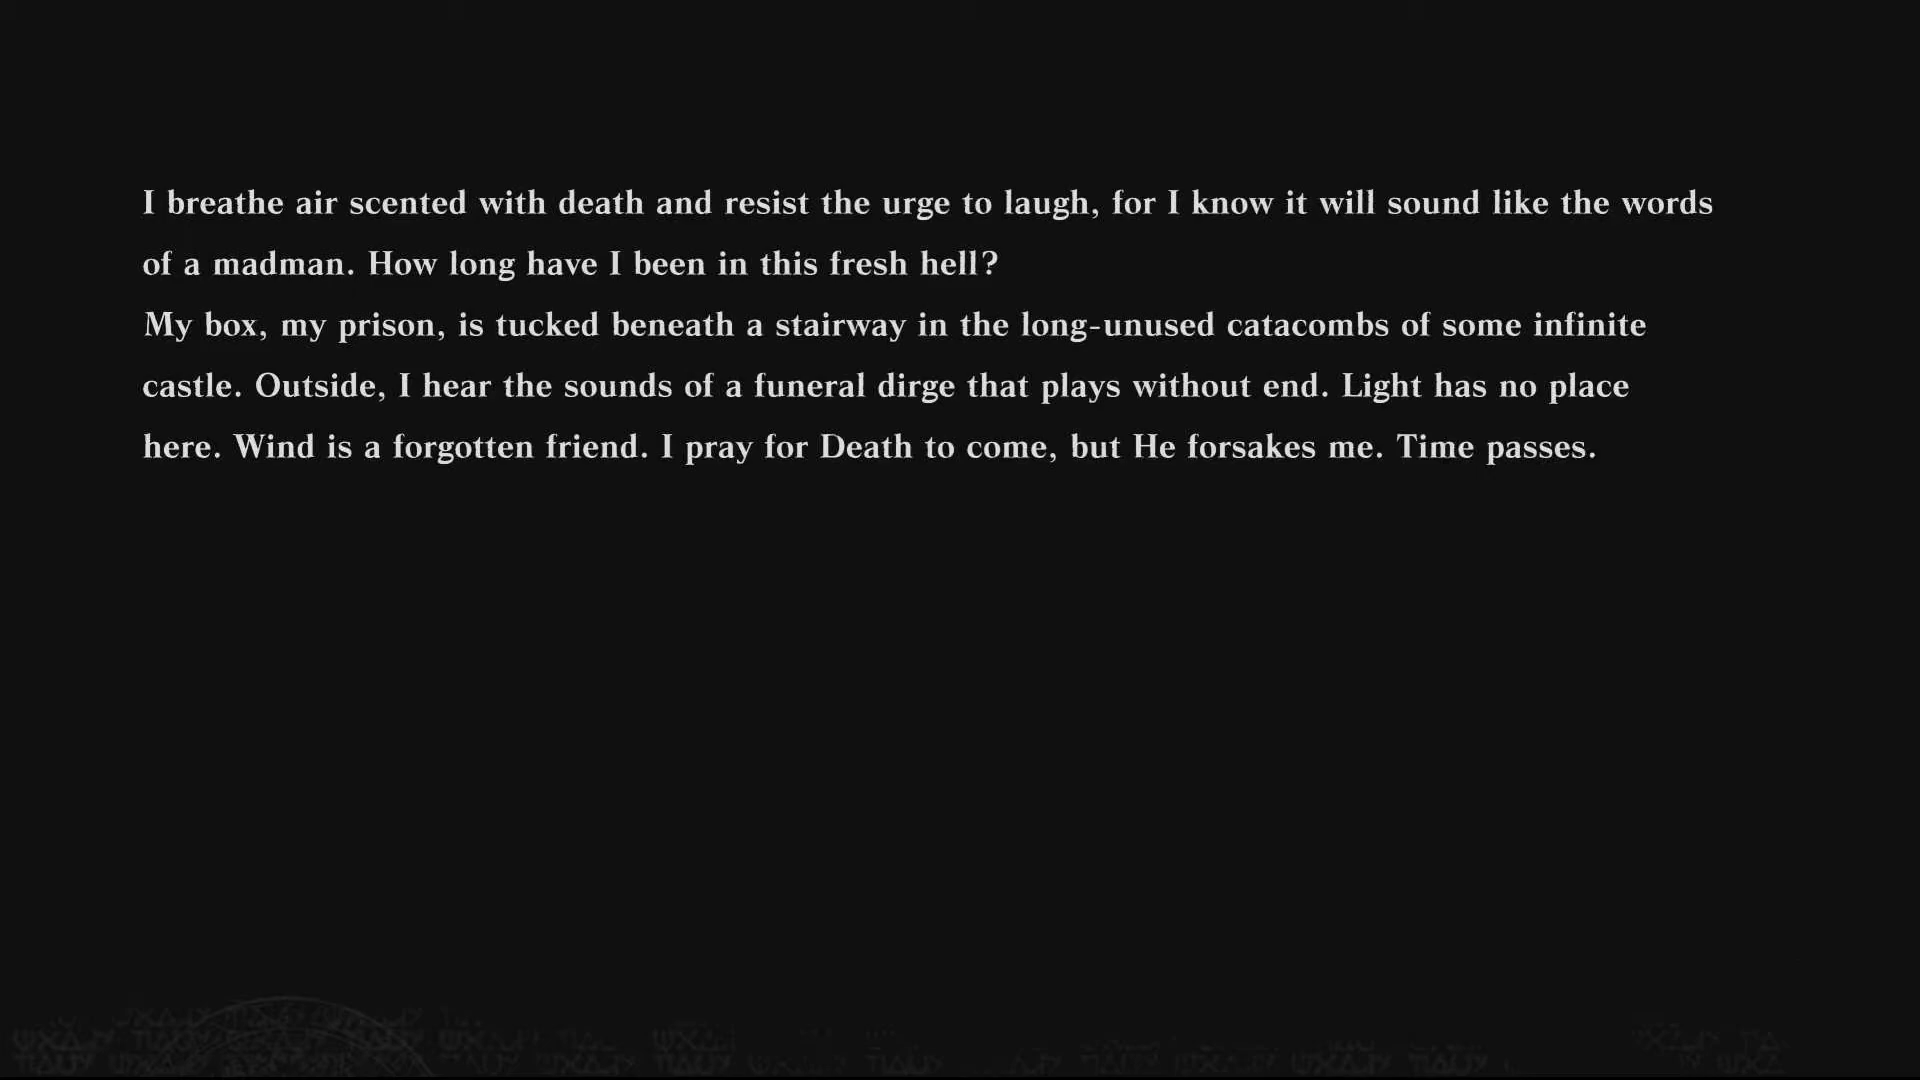 I breathe air scented with death and resist the urge to laugh, for I know it will sound like the words
of a madman. How long have I been in this fresh hell?
My box, my prison, is tucked beneath a stairway in the long-unused catacombs of some infinite
castle. Outside, I hear the sounds of a funeral dirge that plays without end. Light has no place
here. Wind is a forgotten friend. I pray for Death to come, but He forsakes me. Time passes.